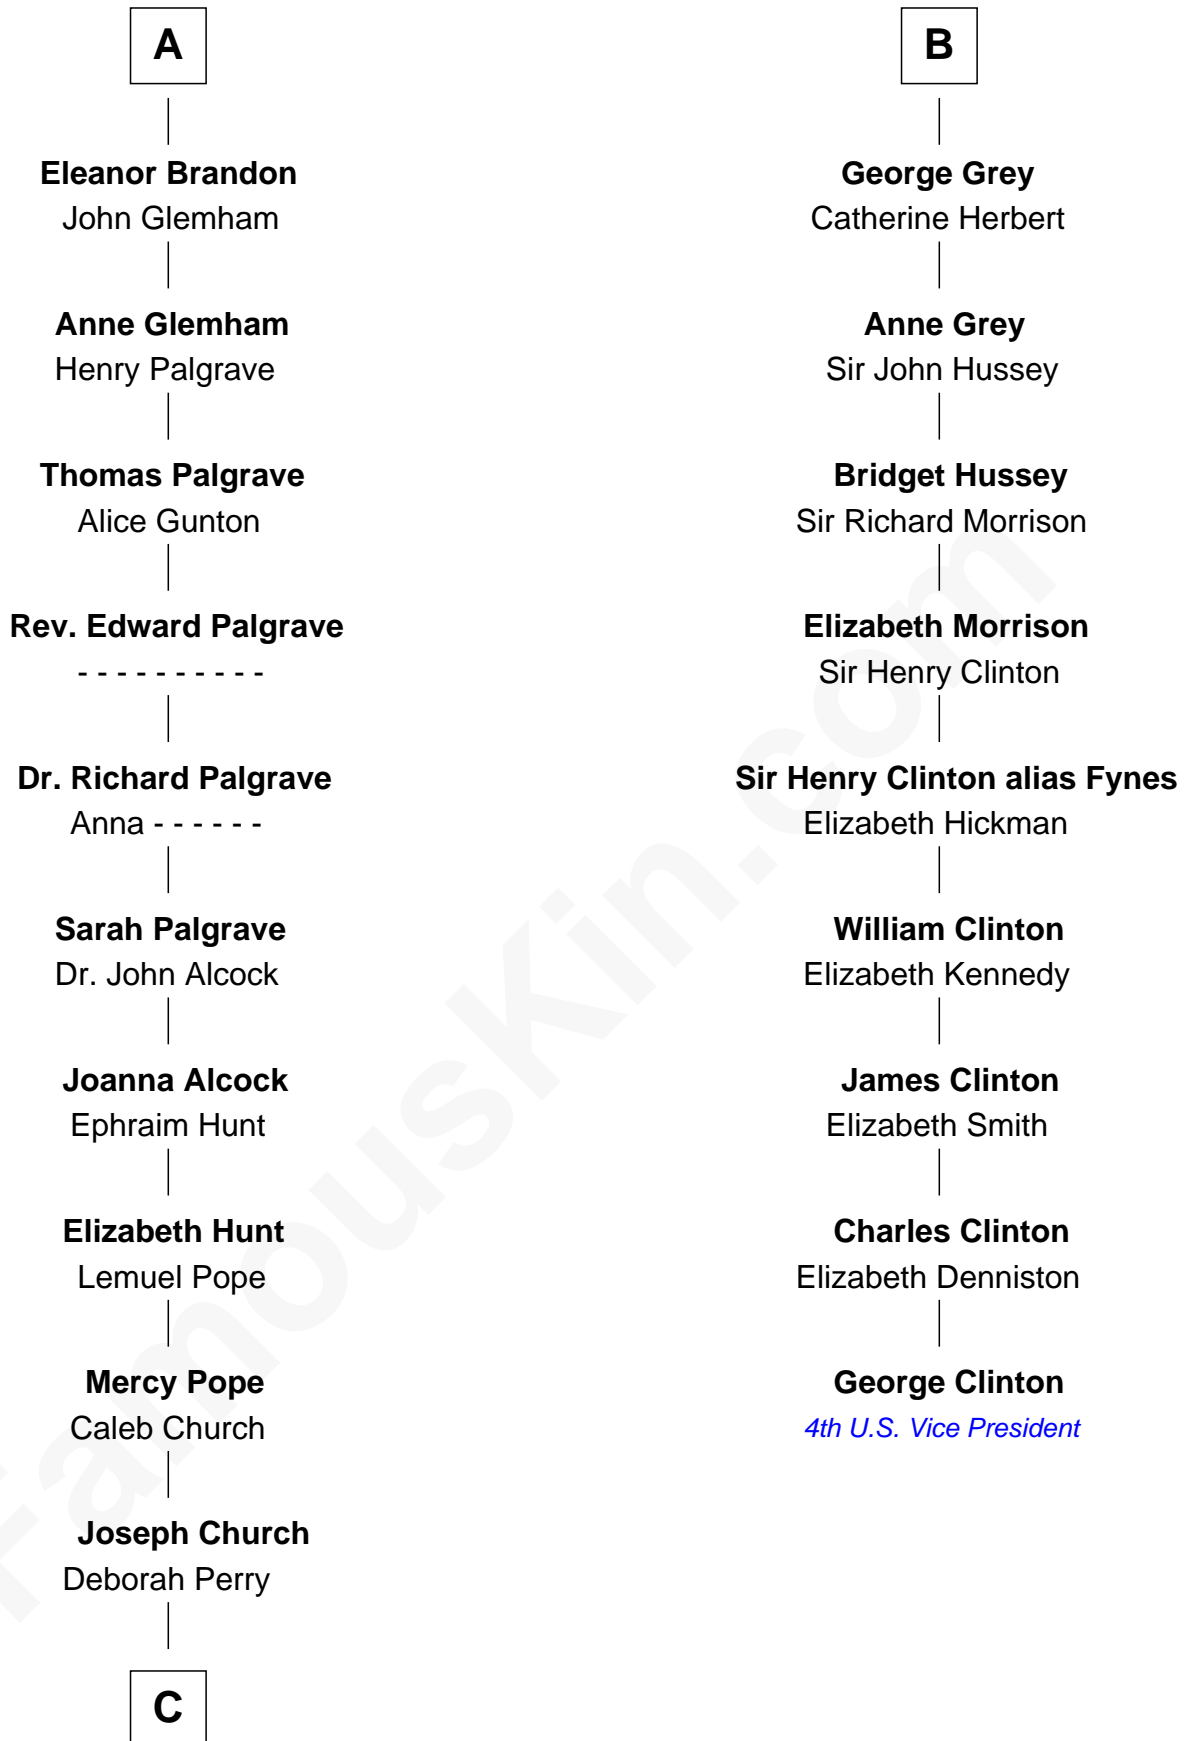 A
Eleanor Brandon
John Glemham
Anne Glemham
Henry Palgrave
Thomas Palgrave
Alice Gunton
Rev. Edward Palgrave
- - - - - - - - - -
Dr. Richard Palgrave
Anna - - - - - -
Sarah Palgrave
Dr. John Alcock
Joanna Alcock
Ephraim Hunt
Elizabeth Hunt
Lemuel Pope
Mercy Pope
Caleb Church
Joseph Church
Deborah Perry
C
B
George Grey
Catherine Herbert
Anne Grey
Sir John Hussey
Bridget Hussey
Sir Richard Morrison
Elizabeth Morrison
Sir Henry Clinton
Sir Henry Clinton alias Fynes
Elizabeth Hickman
William Clinton
Elizabeth Kennedy
James Clinton
Elizabeth Smith
Charles Clinton
Elizabeth Denniston
George Clinton
4th U.S. Vice President
FamousKin.com